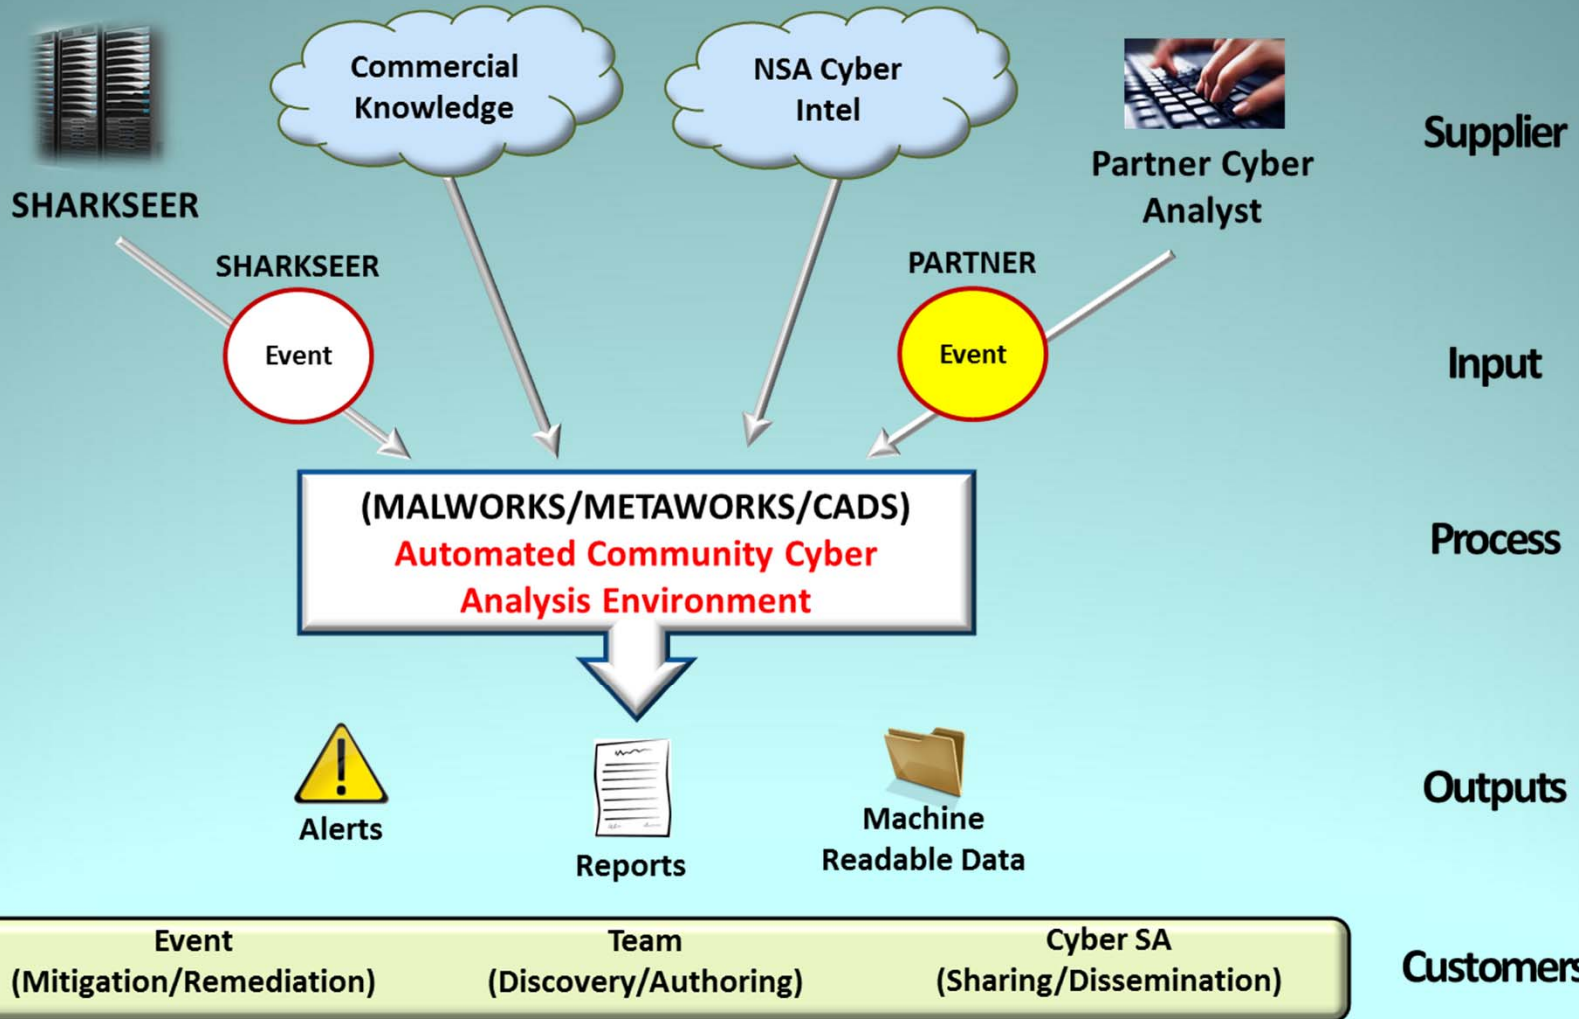 Commercial
Knowledge
NSA Cyber
Intel
Supplier
SHARKSEER
Partner Cyber
Analyst
SHARKSEER
PARTNER
Event
Event
Input
(MALWORKS/METAWORKS/CADS)
Automated Community Cyber
Analysis Environment
Process
Alerts
Reports
Machine
Readable Data
Outputs
Event
(Mitigation/Remediation)
Team
(Discovery/Authoring)
Cyber SA
(Sharing/Dissemination)
Customers